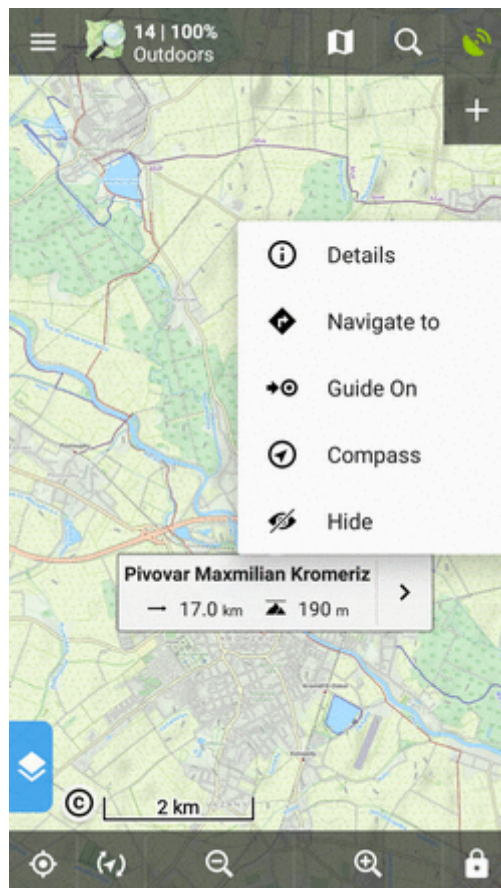 14 | 100%
Outdoors
Details
Navigate to
Guide On
Compass
Hide
Pivovar Maxmilian Kromeriz
17.0 km 190 m
© 2 km